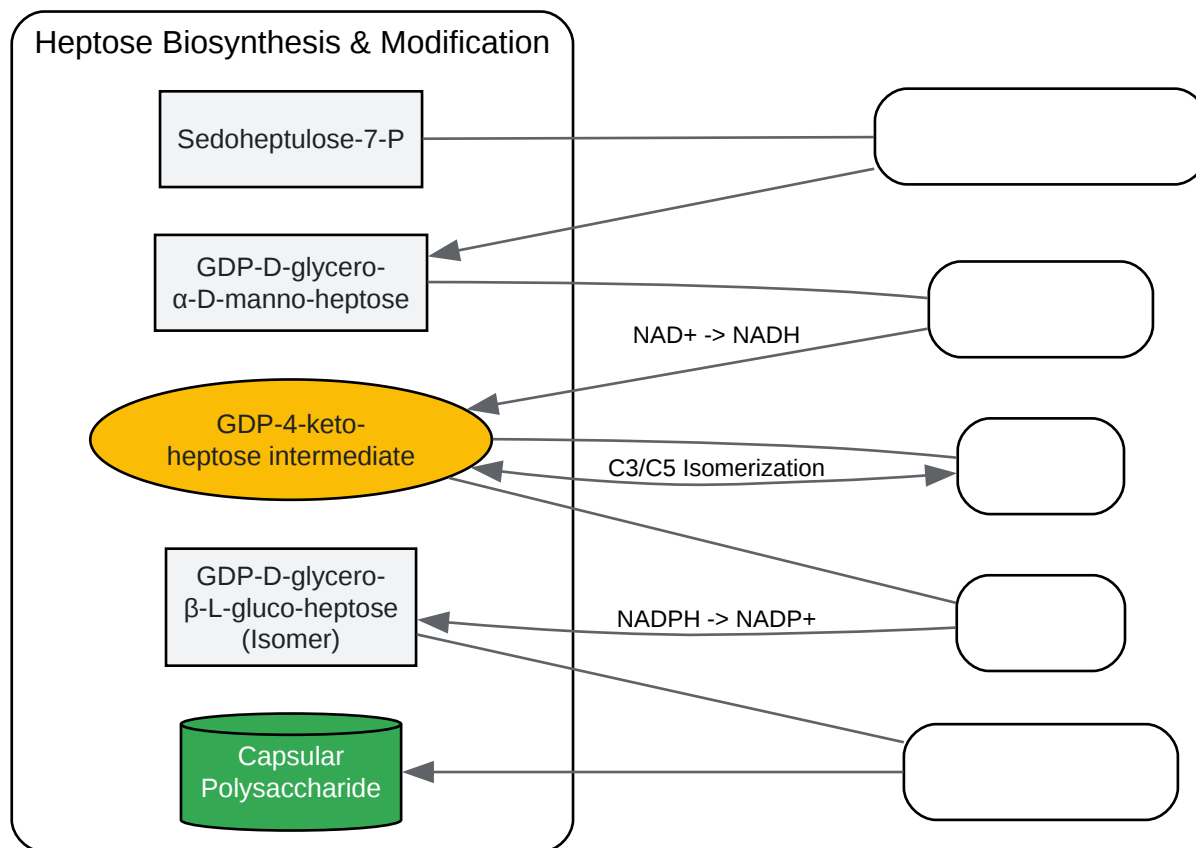 Heptose Biosynthesis & Modification
Sedoheptulose-7-P
GDP-D-glycero-
α-D-manno-heptose
NAD+ -> NADH
GDP-4-keto-
heptose intermediate
C3/C5 Isomerization
GDP-D-glycero-
β-L-gluco-heptose
(Isomer)
NADPH -> NADP+
Capsular
Polysaccharide